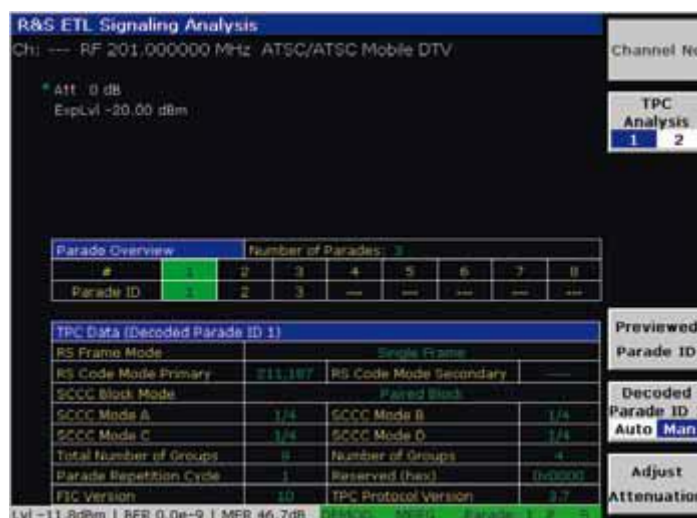 R&S ETL Signaling Analysis
Ch: --- RF 201.000000 MHz ATSC/ATSC Mobile DTV
Channel No
* Att 0 dB
ExpLvl -20.00 dBm
TPC
Analysis
1 2
Parade Overview Number of Parades: 3
# 1 2 3 4 5 6 7 8
Parade ID 1 2 3 --- --- --- --- ---
TPC Data (Decoded Parade ID 1)
RS Frame Mode Single Frame
RS Code Mode Primary 211,187 RS Code Mode Secondary ---
SCCC Block Mode Paired Block
SCCC Mode A 1/4 SCCC Mode B 1/4
SCCC Mode C 1/4 SCCC Mode D 1/4
Total Number of Groups Number of Groups 4
Parade Repetition Cycle 1 Reserved (hex) 0x0000
FIC Version 10 TPC Protocol Version
Previewed
Parade ID
Decoded
Parade ID
Auto Man
Adjust
Attenuation
Lvl -11.8dBm | BER 0.0e-9 | MER 46.7dB DEMOD MPEG Parade: 1 2